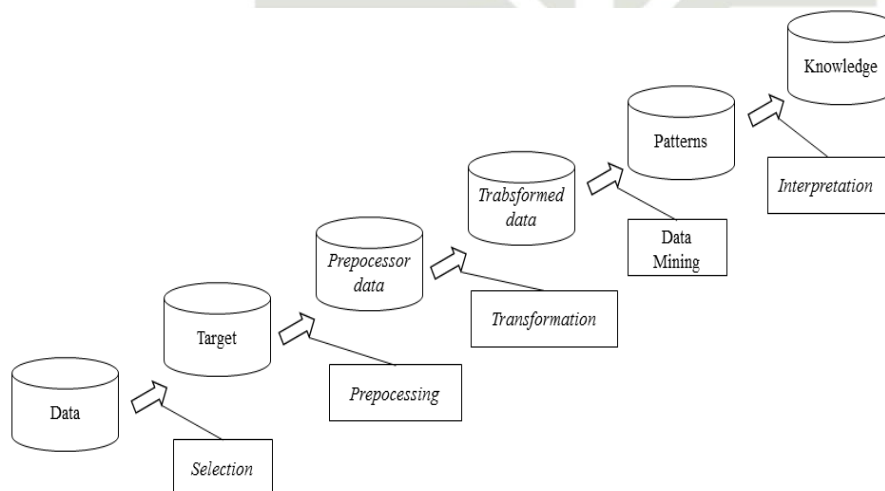 Knowledge
Patterns
Interpretation
Trabsformed
data
Data
Mining
Prepocessor
data
Transformation
Target
Prepocessing
Data
Selection